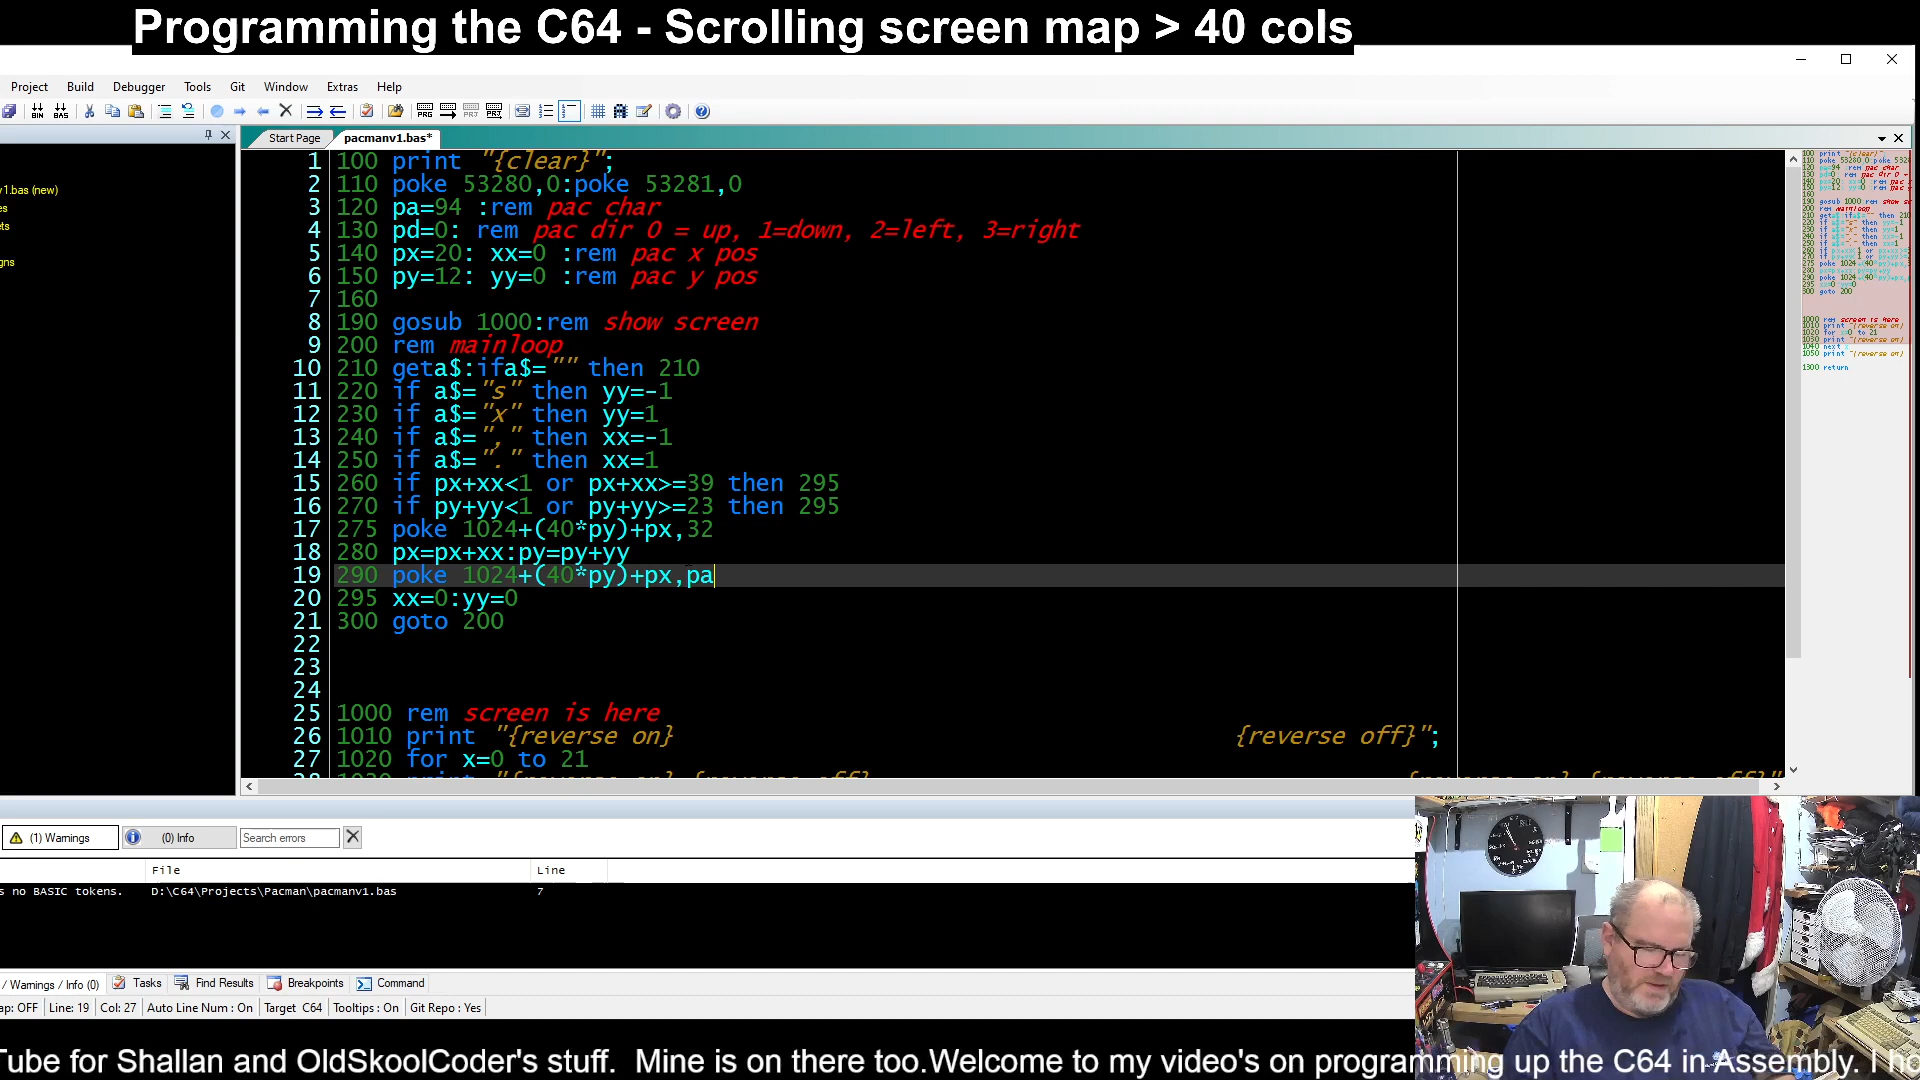 Programming the C64 - Scrolling screen map > 40 cols
Project Build Debugger Tools Git Window Extras Help
Start Page pacmanv1.bas*
v1.bas (new)
1 100 print "{clear}";
2 110 poke 53280,0:poke 53281,0
3 120 pa=94 :rem pac char
4 130 pd=0: rem pac dir 0 = up, 1=down, 2=left, 3=right
5 140 px=20: xx=0 :rem pac x pos
6 150 py=12: yy=0 :rem pac y pos
7 160
8 190 gosub 1000:rem show screen
9 200 rem mainloop
10 210 geta$:ifa$="" then 210
11 220 if a$="s" then yy=-1
12 230 if a$="x" then yy=1
13 240 if a$="," then xx=-1
14 250 if a$="." then xx=1
15 260 if px+xx<1 or px+xx>=39 then 295
16 270 if py+yy<1 or py+yy>=23 then 295
17 275 poke 1024+(40*py)+px,32
18 280 px=px+xx:py=py+yy
19 290 poke 1024+(40*py)+px,pa
20 295 xx=0:yy=0
21 300 goto 200
22
23
24
25 1000 rem screen is here
26 1010 print "{reverse on} {reverse off}";
27 1020 for x=0 to 21
(1) Warnings (0) Info Search errors
File Line
s no BASIC tokens. D:\C64\Projects\Pacman\pacmanv1.bas 7
/ Warnings / Info (0) Tasks Find Results Breakpoints Command
ap: OFF Line: 19 Col: 27 Auto Line Num : On Target C64 Tooltips : On Git Repo : Yes
Tube for Shallan and OldSkoolCoder's stuff. Mine is on there too.Welcome to my video's on programming up the C64 in Assembly. I ho